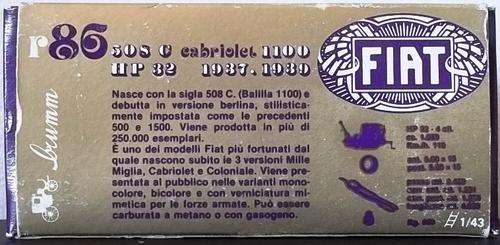 r86 508 C cabriolet 1100
HP 32 1937-1939
FIAT
brumm
Nasce con la sigla 508 C. (Balilla 1100) e
debutta in versione berlina, stilistica-
mente impostata come le precedenti
500 e 1500. Viene prodotta in più di
250.000 esemplari.
È uno dei modelli Fiat più fortunati dal
quale nascono subito le 3 versioni Mille
Miglia, Cabriolet e Coloniale. Viene pre-
sentata al pubblico nelle varianti mono-
colore, bicolore e con verniciatura mi-
metica per le forze armate. Può essere
carburata a metano o con gasogeno.
HP 32 - 4 cil.
1/43